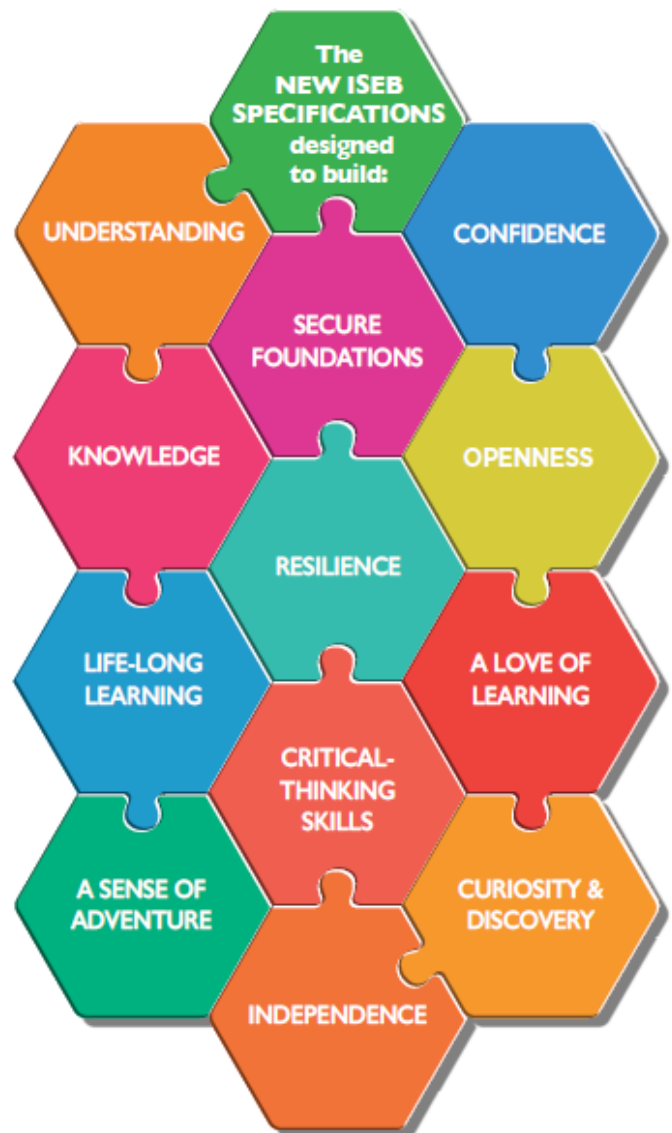 The
NEW ISEB
SPECIFICATIONS
designed
to build:
UNDERSTANDING
CONFIDENCE
SECURE
FOUNDATIONS
KNOWLEDGE
OPENNESS
RESILIENCE
LIFE-LONG
LEARNING
A LOVE OF
LEARNING
CRITICAL-
THINKING
SKILLS
A SENSE OF
ADVENTURE
CURIOSITY &
DISCOVERY
INDEPENDENCE